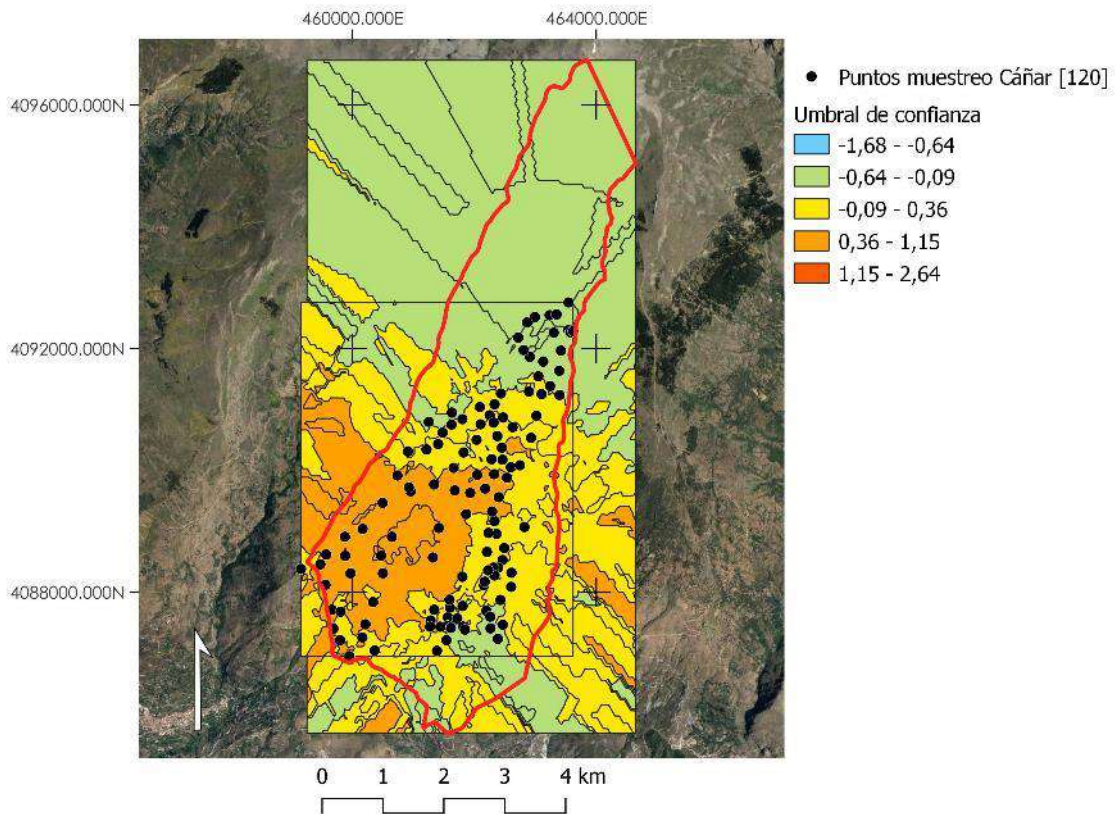 460000.000E
464000.000E
4096000.000N
4092000.000N
4088000.000N
Puntos muestreo Cáñar [120]
Umbral de confianza
-1,68 - -0,64
-0,64 - -0,09
-0,09 - 0,36
0,36 - 1,15
1,15 - 2,64
0 1 2 3 4 km